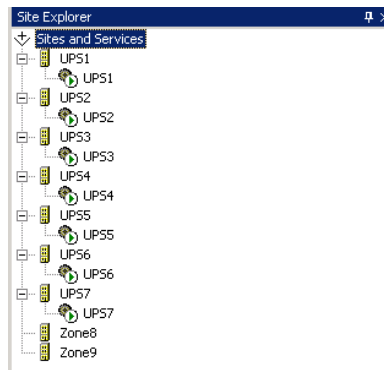 Site Explorer
Sites and Services
UPS1
UPS1
UPS2
UPS2
UPS3
UPS3
UPS4
UPS4
UPS5
UPS5
UPS6
UPS6
UPS7
UPS7
Zone8
Zone9